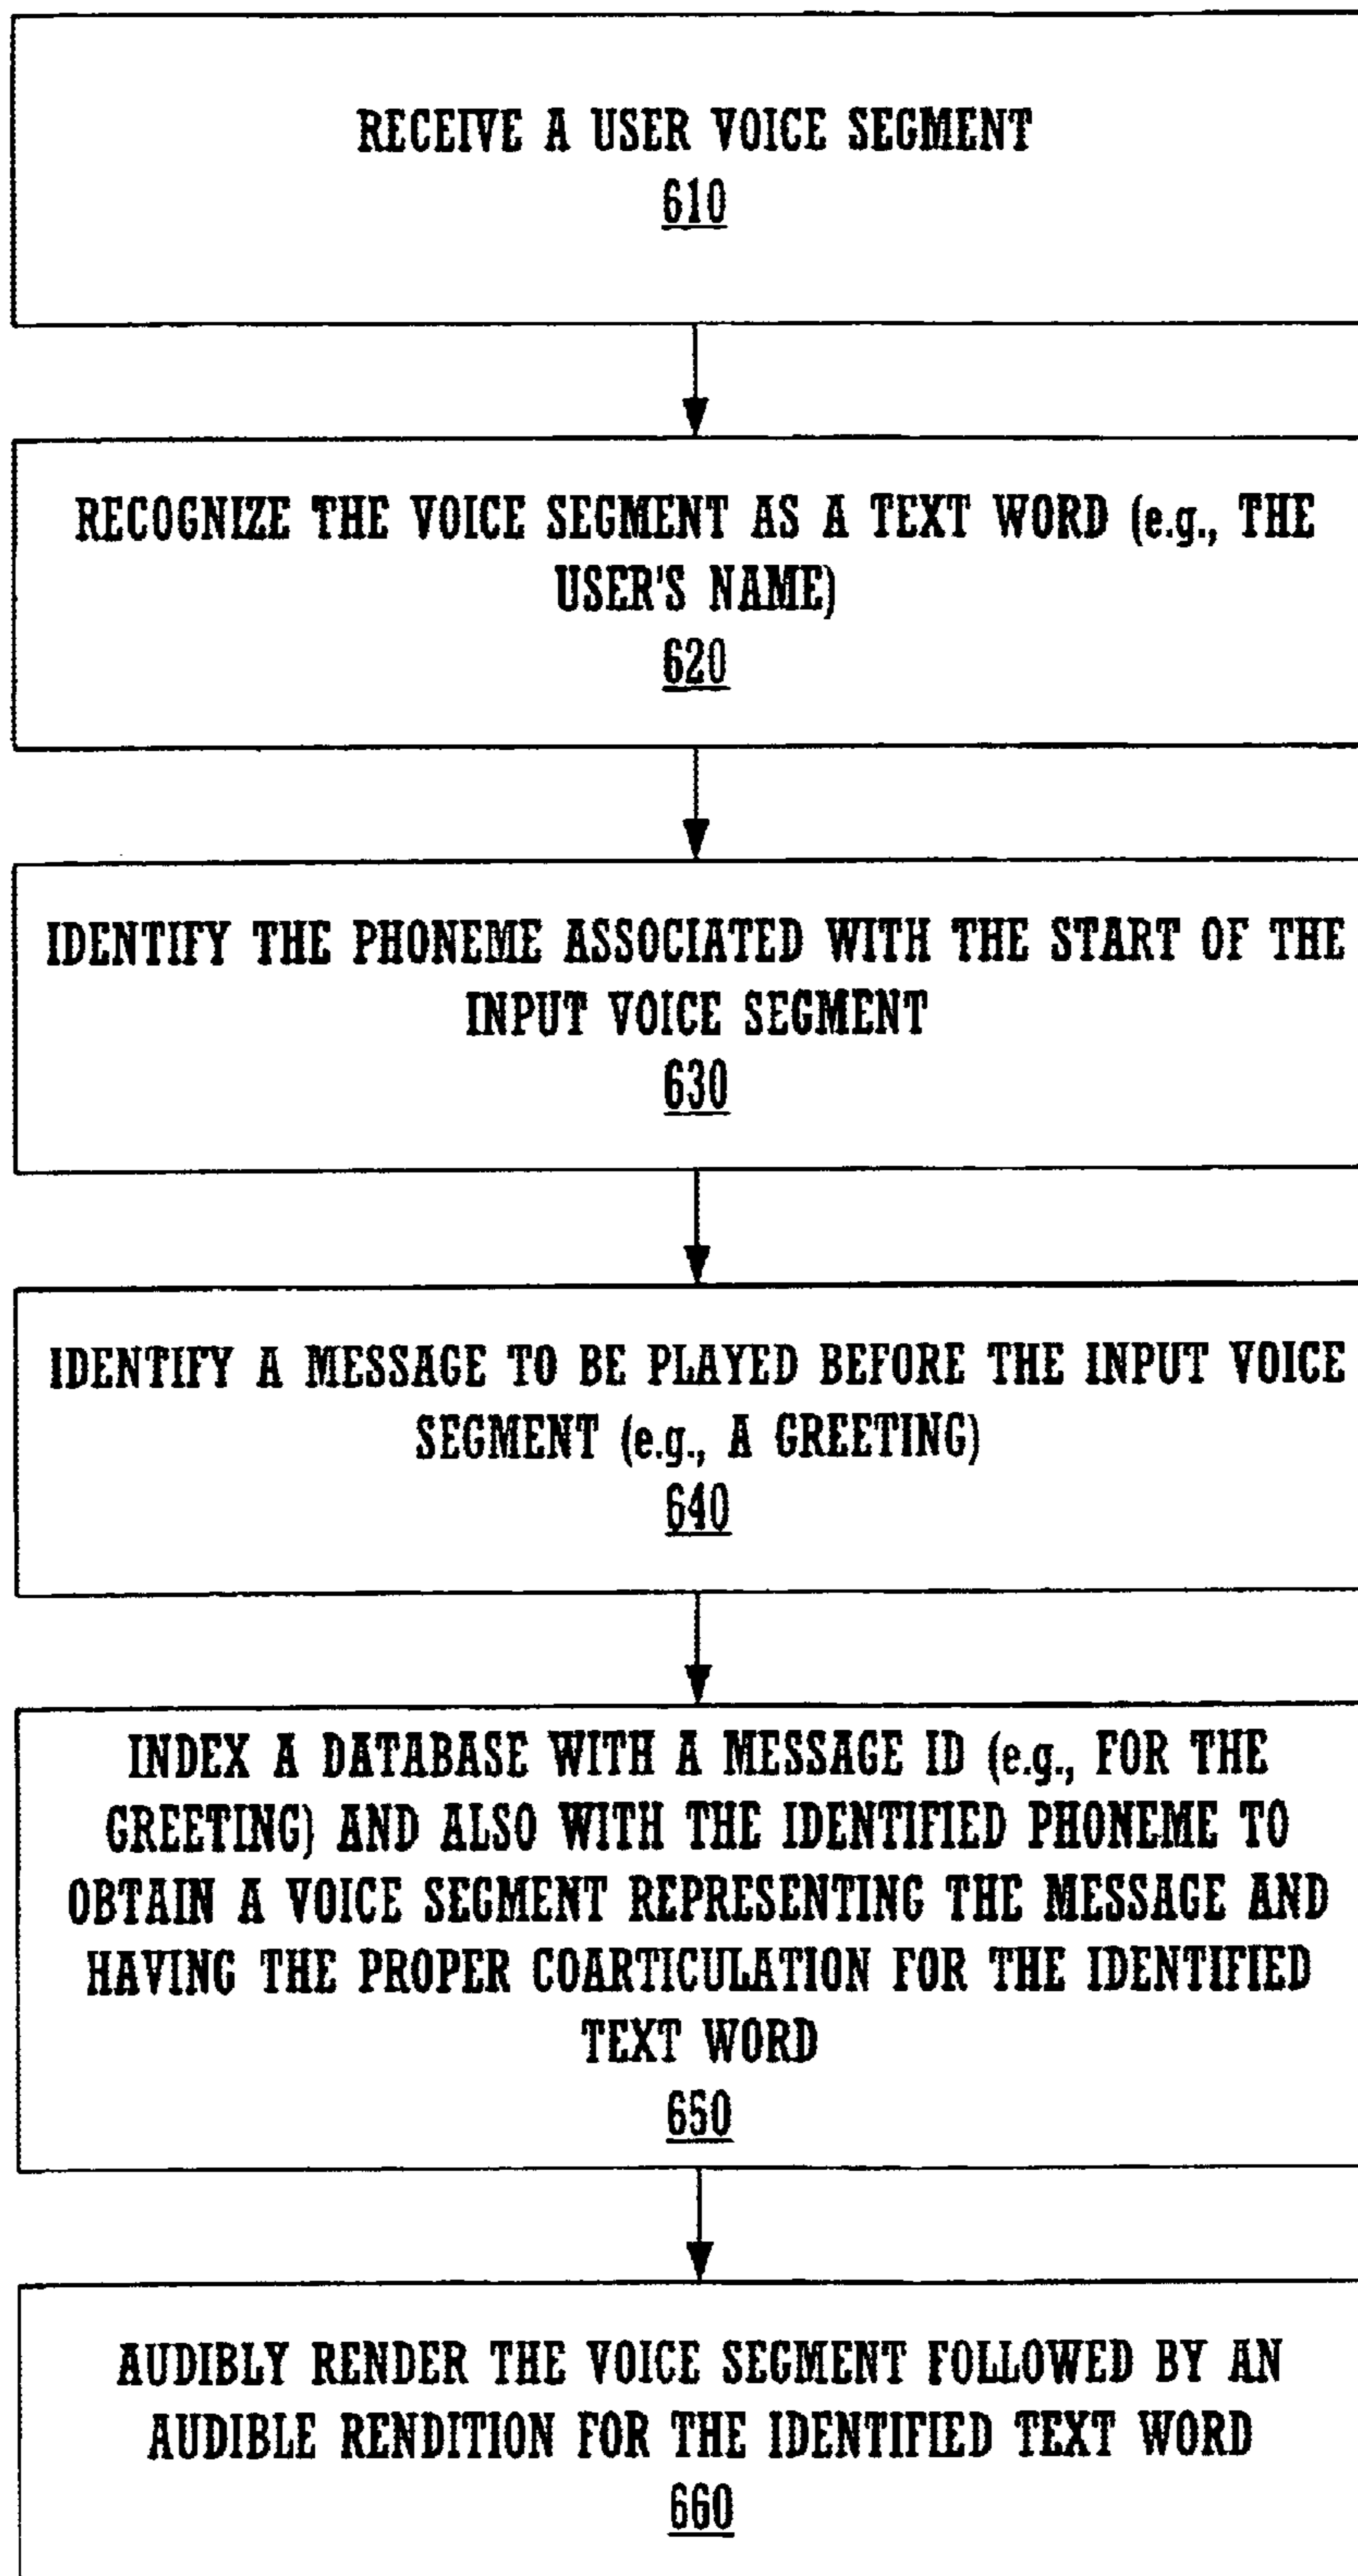 RECEIVE A USER VOICE SEGMENT
610
RECOGNIZE THE VOICE SEGMENT AS A TEXT WORD (e.g., THE
USER'S NAME)
620
IDENTIFY THE PHONEME ASSOCIATED WITH THE START OF THE
INPUT VOICE SEGMENT
630
IDENTIFY A MESSAGE TO BE PLAYED BEFORE THE INPUT VOICE
SEGMENT (e.g., A GREETING)
640
INDEX A DATABASE WITH A MESSAGE ID (e.g., FOR THE
GREETING) AND ALSO WITH THE IDENTIFIED PHONEME TO
OBTAIN A VOICE SEGMENT REPRESENTING THE MESSAGE AND
HAVING THE PROPER COARTICULATION FOR THE IDENTIFIED
TEXT WORD
650
AUDIBLY RENDER THE VOICE SEGMENT FOLLOWED BY AN
AUDIBLE RENDITION FOR THE IDENTIFIED TEXT WORD
660